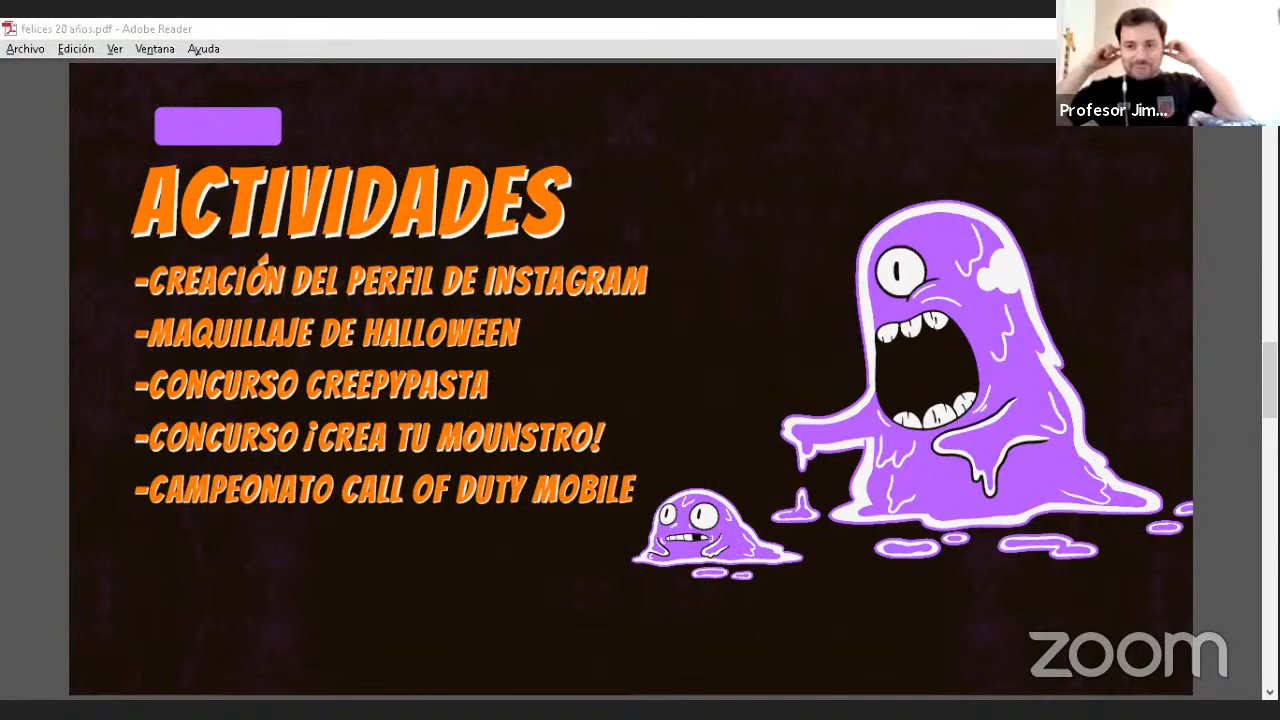 felices 20 años.pdf - Adobe Reader
Archivo Edición Ver Ventana Ayuda
Profesor Jim...
ACTIVIDADES
-CREACIÓN DEL PERFIL DE INSTAGRAM
-MAQUILLAJE DE HALLOWEEN
-CONCURSO CREEPYPASTA
-CONCURSO ¡CREA TU MOUNSTRO!
-CAMPEONATO CALL OF DUTY MOBILE
zoom